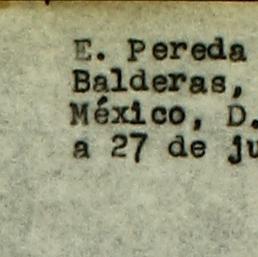 E. Pereda
Balderas,
México, D.
a 27 de ju